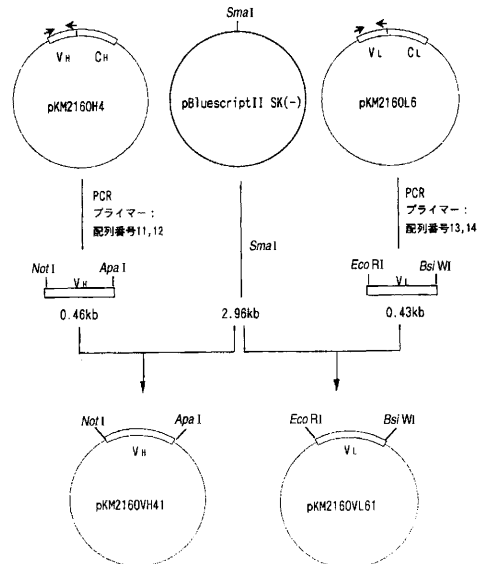 SmaI
VH CH
pKM2160H4
pBluescriptII SK(-)
VL CL
pKM2160L6
PCR
プライマー：
配列番号11,12
SmaI
PCR
プライマー：
配列番号13,14
NotI VH ApaI
0.46kb
2.96kb
EcoRI VL BsiWI
0.43kb
NotI ApaI
VH
pKM2160VH41
EcoRI BsiWI
VL
pKM2160VL61